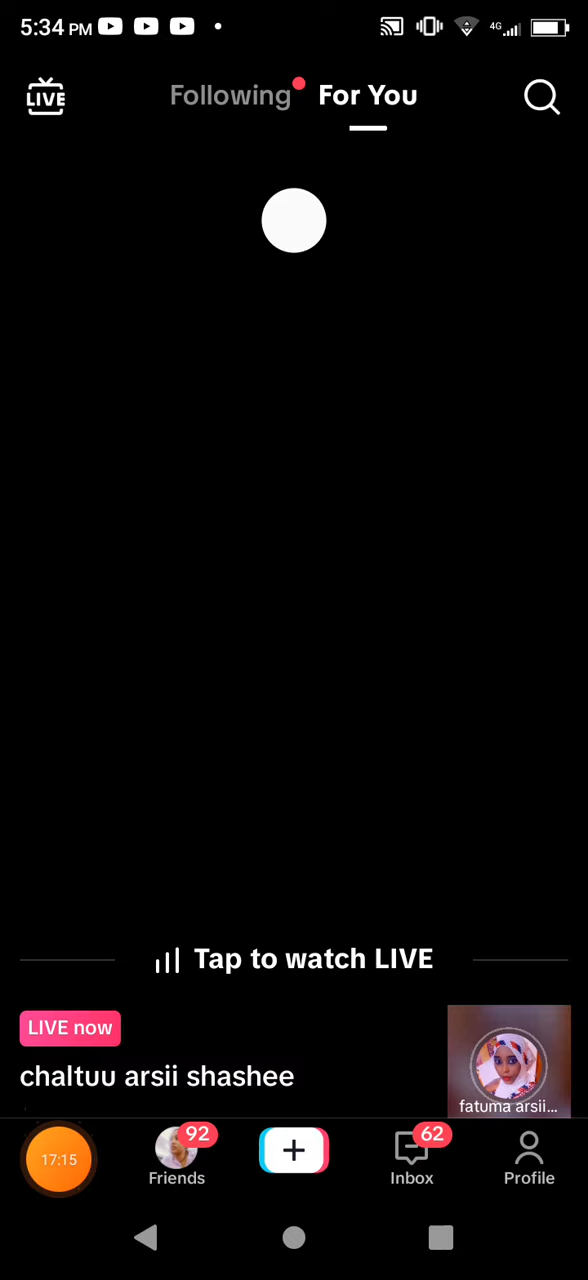 5:34 PM
4G
LIVE
Following
For You
Tap to watch LIVE
LIVE now
chaltuu arsii shashee
fatuma arsii...
17:15
92
Friends
62
Inbox
Profile